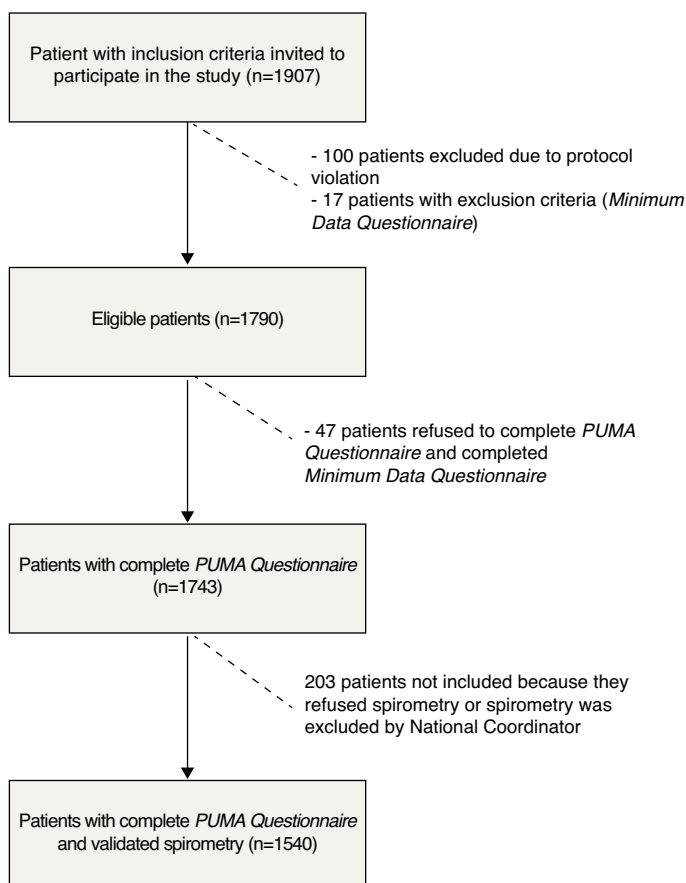 Patient with inclusion criteria invited to
participate in the study (n=1907)
- 100 patients excluded due to protocol
violation
- 17 patients with exclusion criteria (Minimum
Data Questionnaire)
Eligible patients (n=1790)
- 47 patients refused to complete PUMA
Questionnaire and completed
Minimum Data Questionnaire
Patients with complete PUMA Questionnaire
(n=1743)
203 patients not included because they
refused spirometry or spirometry was
excluded by National Coordinator
Patients with complete PUMA Questionnaire
and validated spirometry (n=1540)